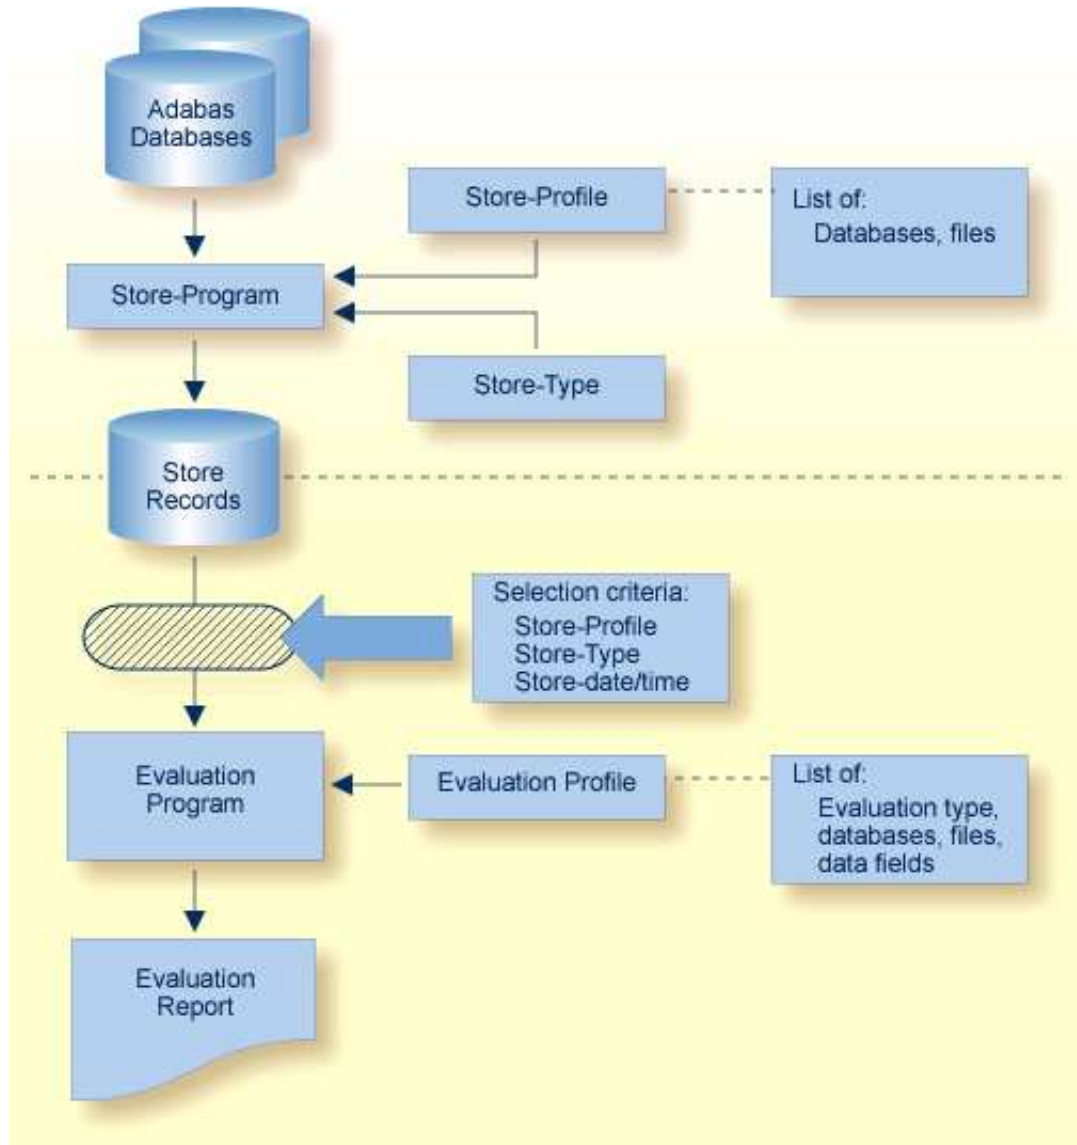 Adabas
Databases
Store-Profile
List of:
Databases, files
Store-Program
Store-Type
Store
Records
Selection criteria:
Store-Profile
Store-Type
Store-date/time
Evaluation
Program
Evaluation Profile
List of:
Evaluation type,
databases, files,
data fields
Evaluation
Report